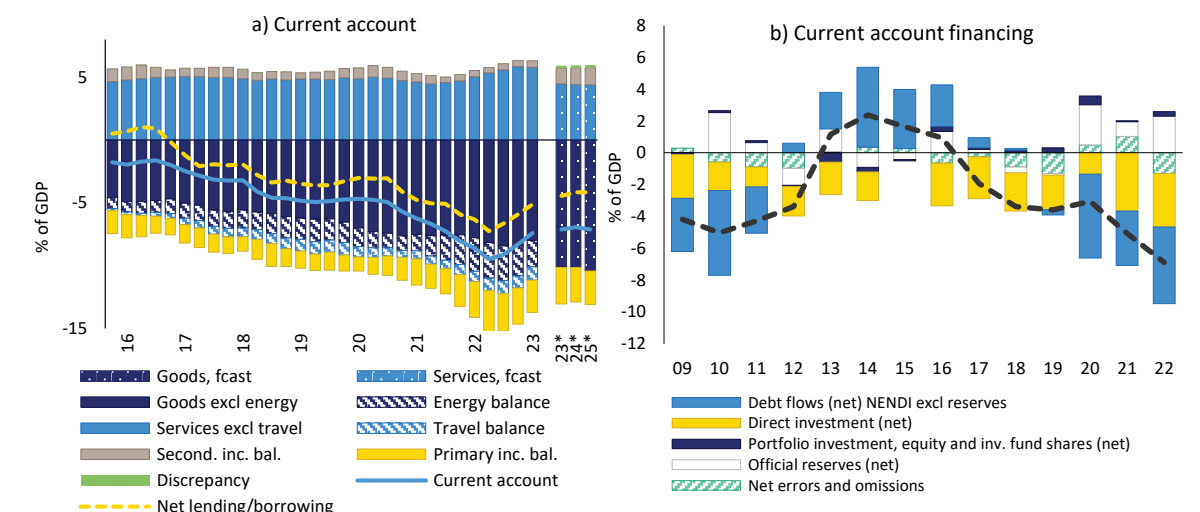 a) Current account
% of GDP
5
-5
-15
16 17 18 19 20 21 22 23 23* 24* 25*
Goods, fcast
Services, fcast
Goods excl energy
Energy balance
Services excl travel
Travel balance
Second. inc. bal.
Primary inc. bal.
Discrepancy
Current account
Net lending/borrowing
b) Current account financing
% of GDP
8
6
4
2
0
-2
-4
-6
-8
-10
-12
09 10 11 12 13 14 15 16 17 18 19 20 21 22
Debt flows (net) NENDI excl reserves
Direct investment (net)
Portfolio investment, equity and inv. fund shares (net)
Official reserves (net)
Net errors and omissions